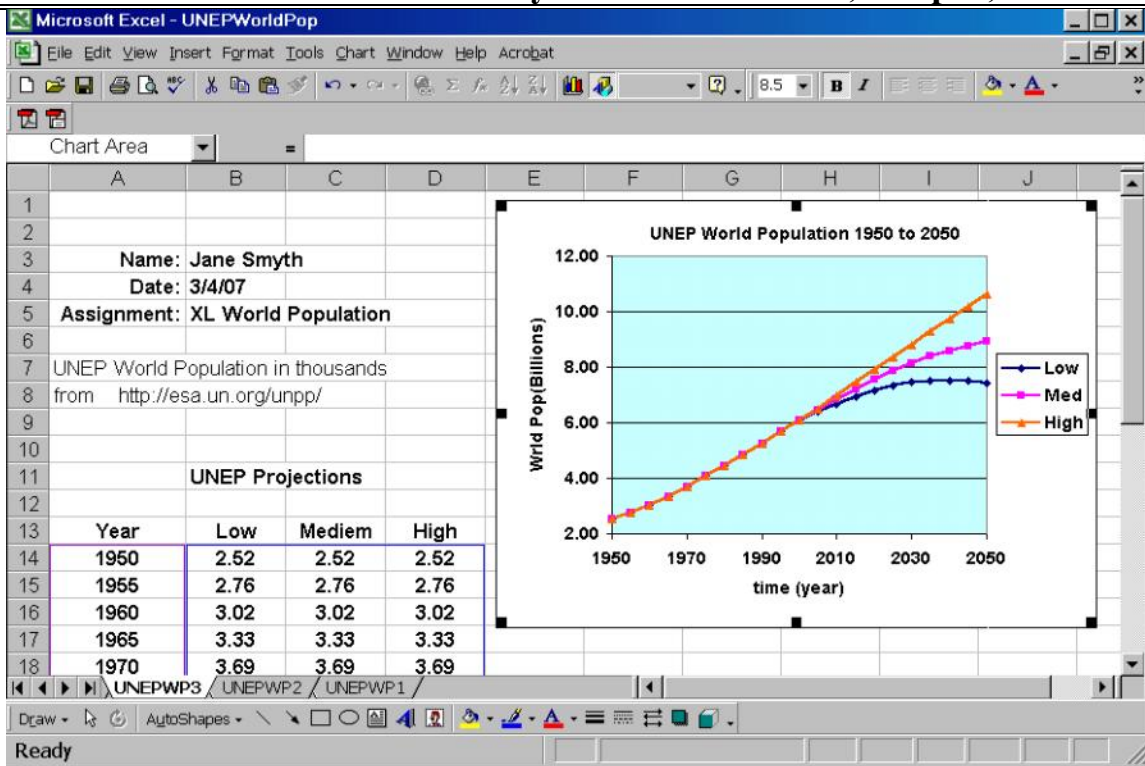 Microsoft Excel - UNEPWorldPop
File Edit View Insert Format Tools Chart Window Help Acrobat
8.5 B I A
Chart Area =
A B C D E F G H I J
1
2
3 Name: Jane Smyth
4 Date: 3/4/07
5 Assignment: XL World Population
6
7 UNEP World Population in thousands
8 from http://esa.un.org/unpp/
9
10
11 UNEP Projections
12
13 Year Low Mediem High
14 1950 2.52 2.52 2.52
15 1955 2.76 2.76 2.76
16 1960 3.02 3.02 3.02
17 1965 3.33 3.33 3.33
18 1970 3.69 3.69 3.69
UNEP World Population 1950 to 2050
Wrld Pop(Billions)
12.00
10.00
8.00
6.00
4.00
2.00
1950 1970 1990 2010 2030 2050
time (year)
Low
Med
High
UNEPWP3 UNEPWP2 UNEPWP1
Draw AutoShapes A
Ready